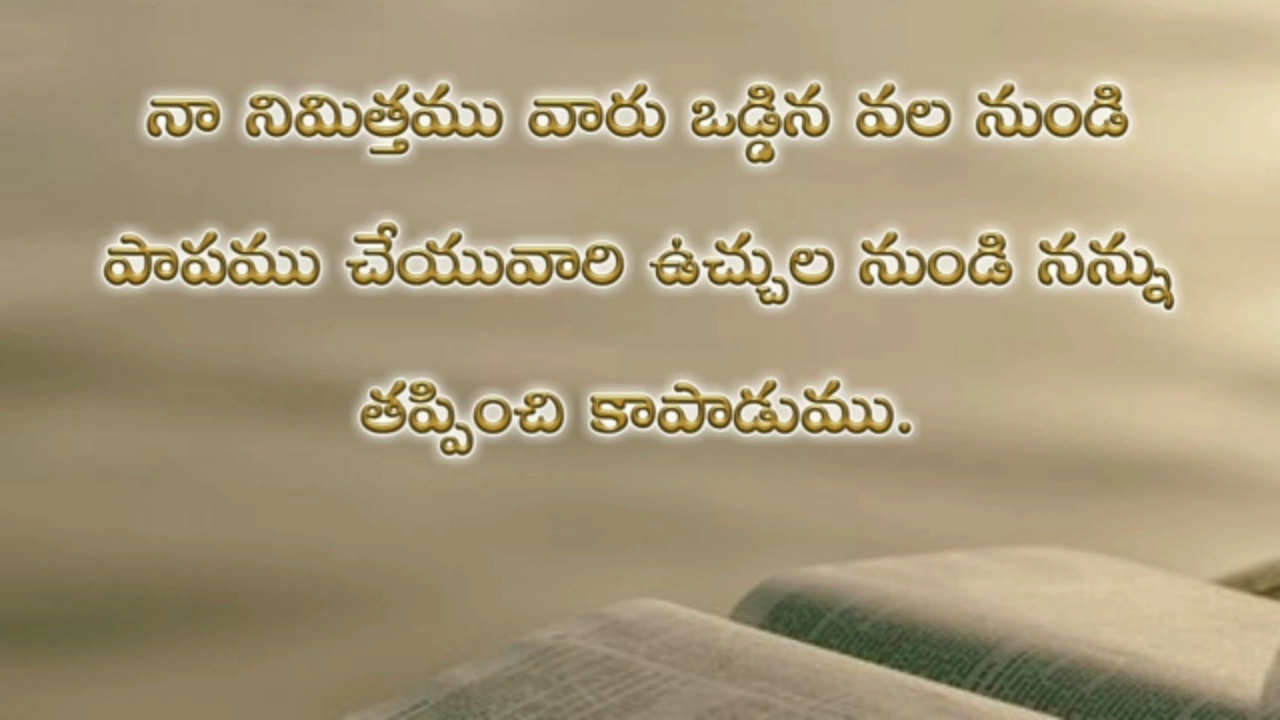 నా నిమిత్తము వారు ఒడ్డిన వల నుండి
పాపము చేయువారి ఉచ్చుల నుండి నన్ను
తప్పించి కాపాడుము.